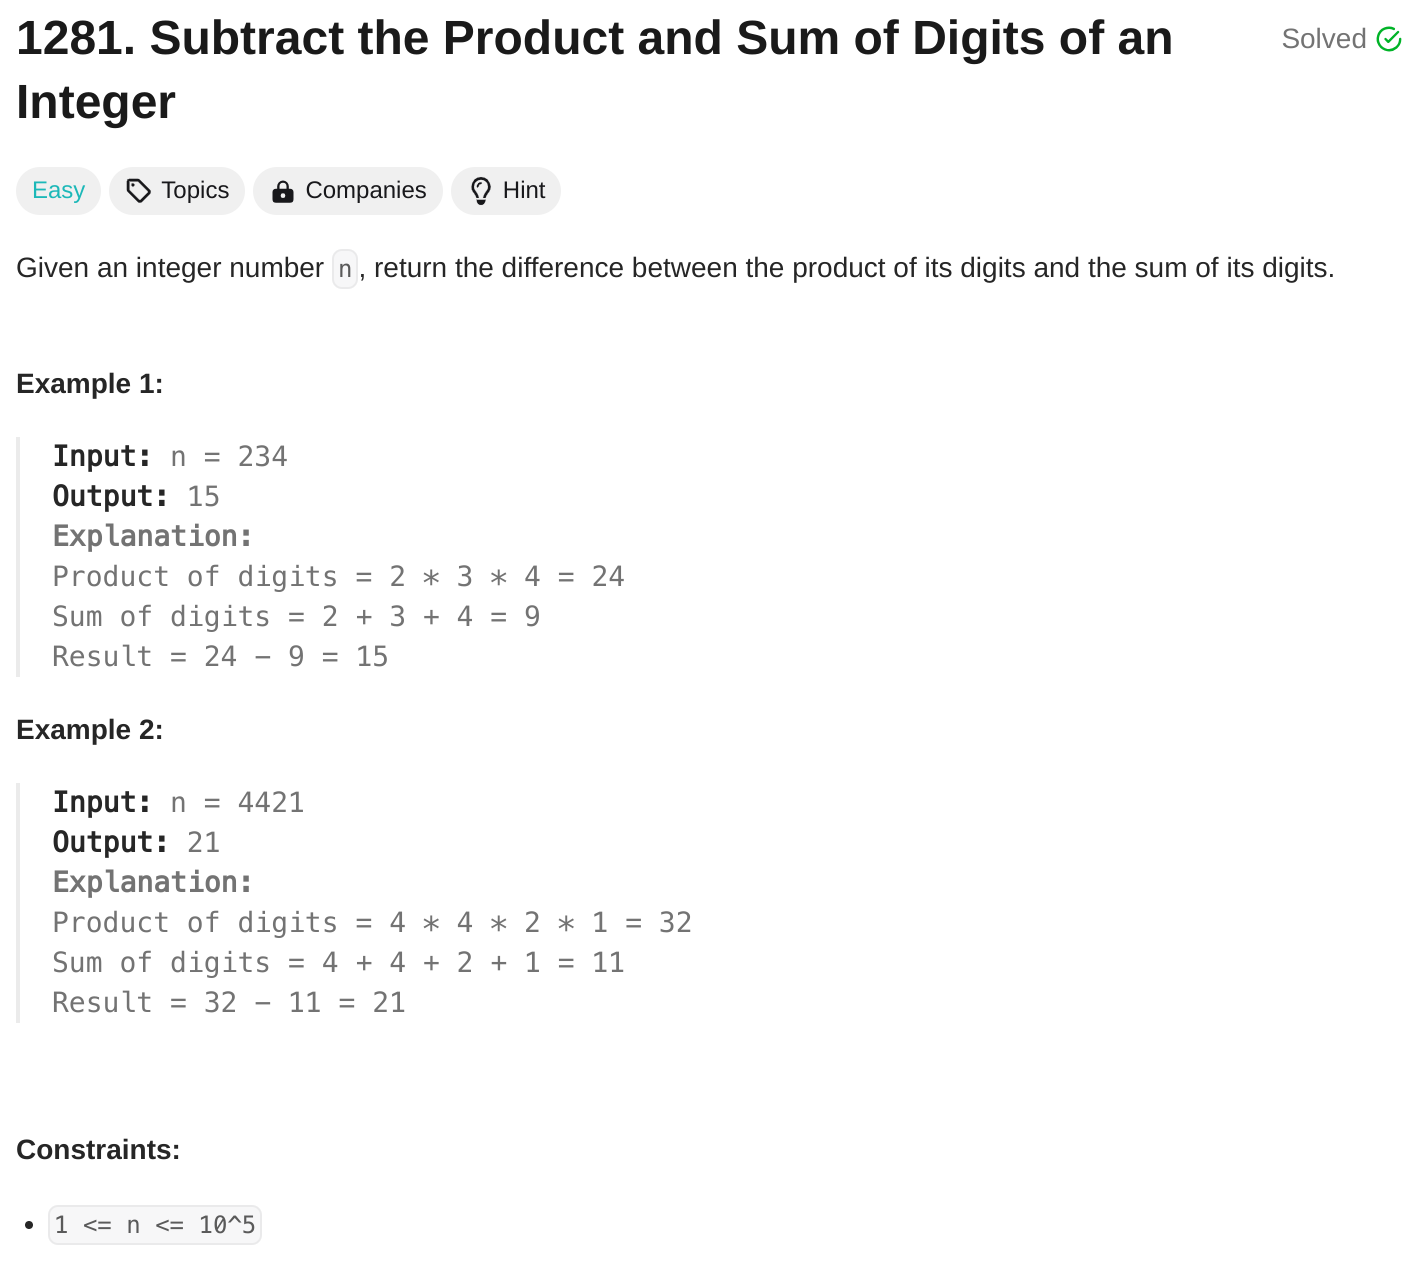 1281. Subtract the Product and Sum of Digits of an
Integer
Solved
Easy
Topics
Companies
Hint
Given an integer number n, return the difference between the product of its digits and the sum of its digits.
Example 1:
Input: n = 234
Output: 15
Explanation:
Product of digits = 2 * 3 * 4 = 24
Sum of digits = 2 + 3 + 4 = 9
Result = 24 - 9 = 15
Example 2:
Input: n = 4421
Output: 21
Explanation:
Product of digits = 4 * 4 * 2 * 1 = 32
Sum of digits = 4 + 4 + 2 + 1 = 11
Result = 32 - 11 = 21
Constraints:
• 1 <= n <= 10^5